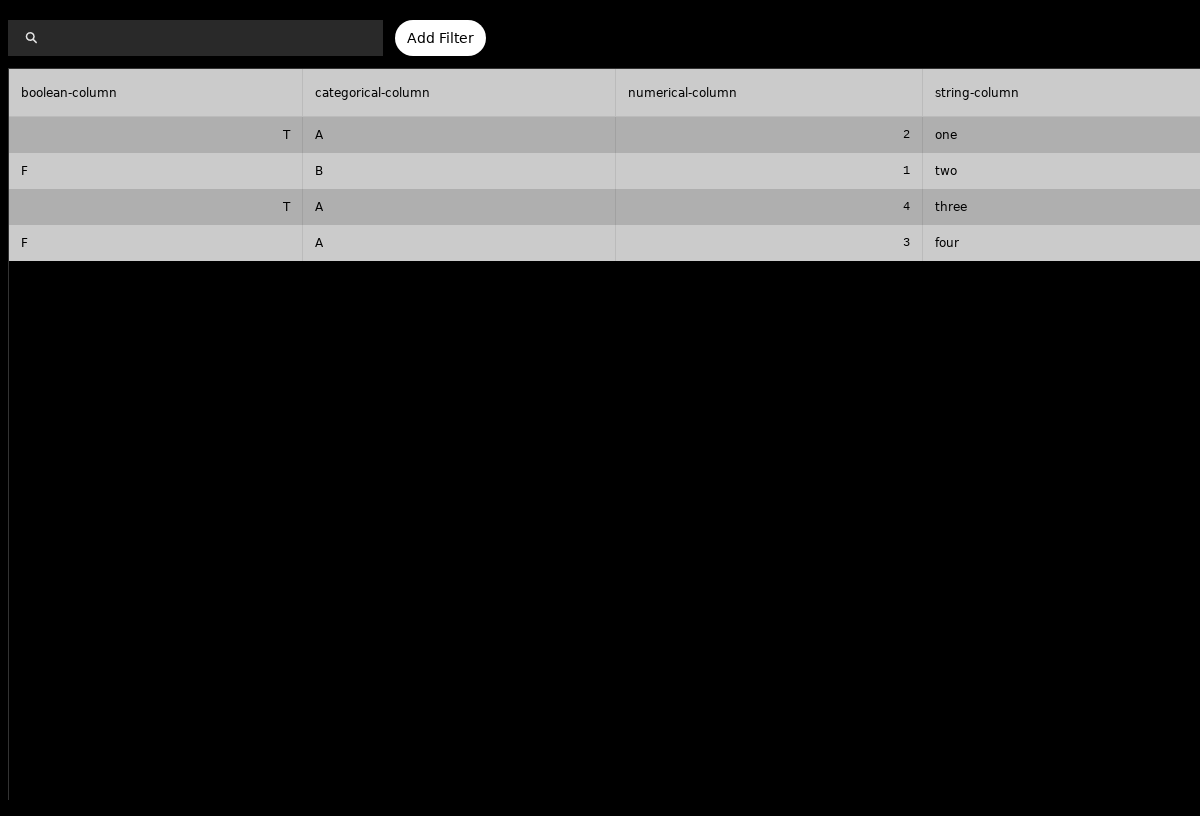 Add Filter
boolean-column categorical-column numerical-column string-column
T A 2 one
F B 1 two
T A 4 three
F A 3 four